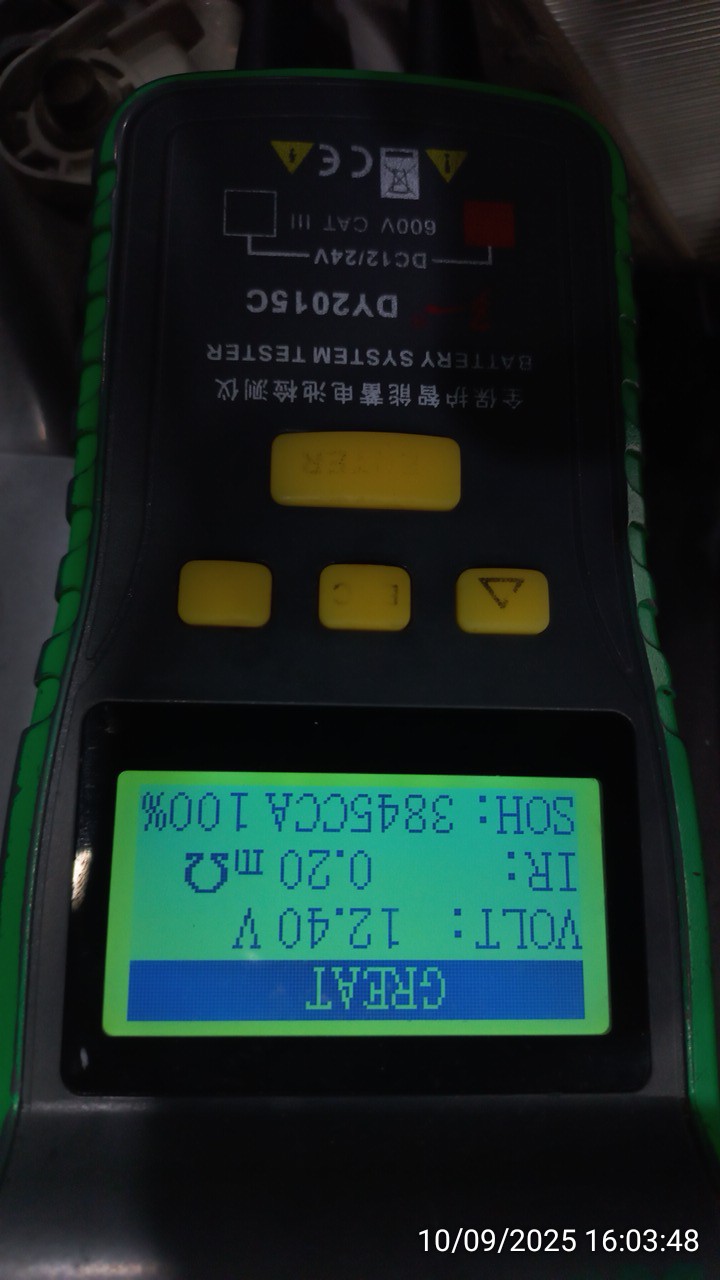 GREAT
VOLT: 12.40 V
IR: 0.20 mΩ
SOH: 3845CCA 100%
全保护智能蓄电池检测仪
BATTERY SYSTEM TESTER
DY2015C
DC12/24V
600V CAT III
CE
10/09/2025 16:03:48